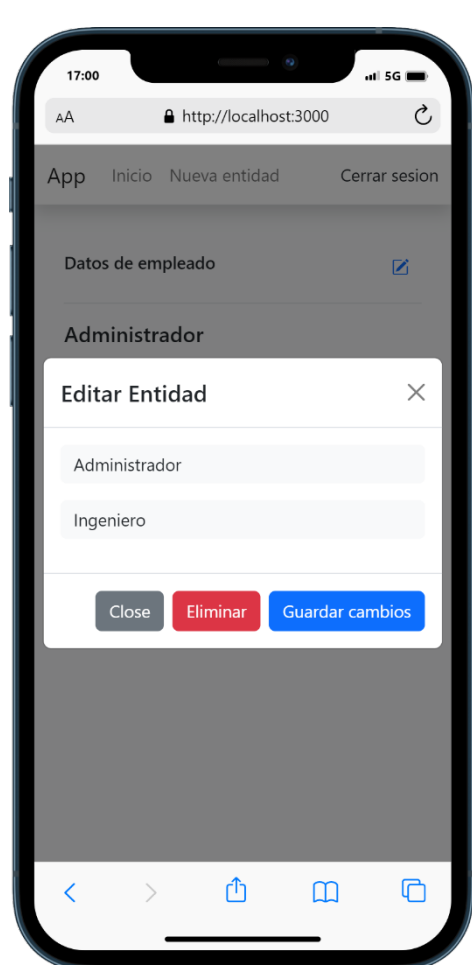 17:00 5G
AA http://localhost:3000
App Inicio Nueva entidad Cerrar sesion
Datos de empleado
Administrador
Editar Entidad
Administrador
Ingeniero
Close Eliminar Guardar cambios